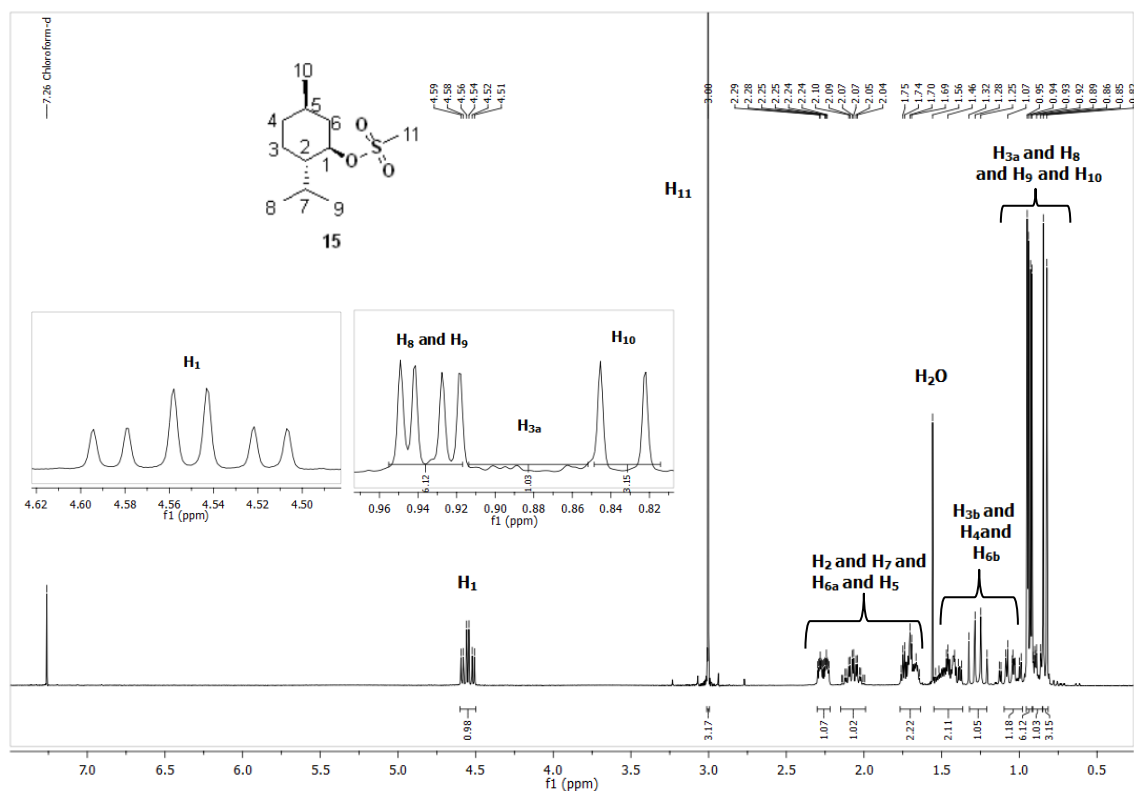 7.26 Chloroform-d
4.59
4.58
4.56
4.54
4.52
4.51
3.00
2.29
2.28
2.25
2.25
2.24
2.24
2.10
2.09
2.07
2.07
2.05
2.04
1.75
1.74
1.70
1.69
1.56
1.46
1.32
1.28
1.25
1.07
0.95
0.94
0.93
0.92
0.89
0.86
0.85
0.82
10
5
4
6
3
2
1
O
S
O
O
11
7
8
9
15
H11
H3a and H8
and H9 and H10
H1
4.62 4.60 4.58 4.56 4.54 4.52 4.50
f1 (ppm)
H8 and H9
H10
H3a
6.12
1.03
3.15
0.96 0.94 0.92 0.90 0.88 0.86 0.84 0.82
f1 (ppm)
H2O
H3b and
H4and
H6b
H2 and H7 and
H6a and H5
H1
0.98
3.17
1.07
1.02
2.22
2.11
1.05
1.18
6.12
1.03
3.15
7.0 6.5 6.0 5.5 5.0 4.5 4.0 3.5 3.0 2.5 2.0 1.5 1.0 0.5
f1 (ppm)